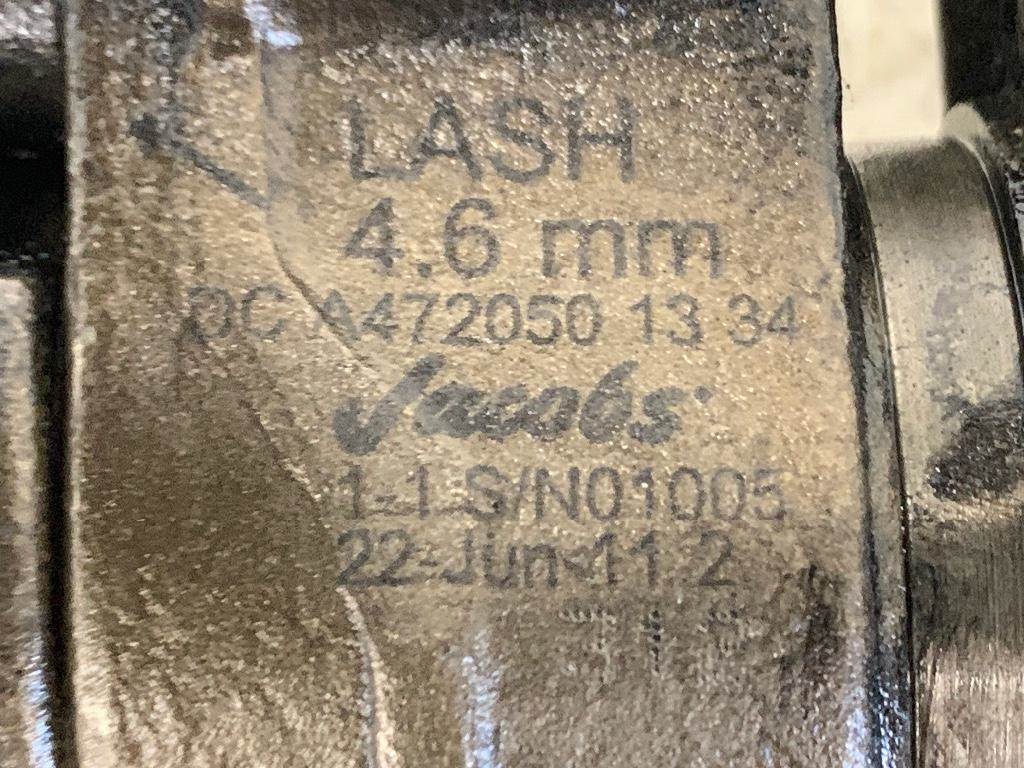 LASH
4.6 mm
DC A472050 13 34
Jacobs
1-1 S/N01005
22-Jun-11 2